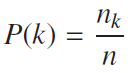 P(k) = n_k / n